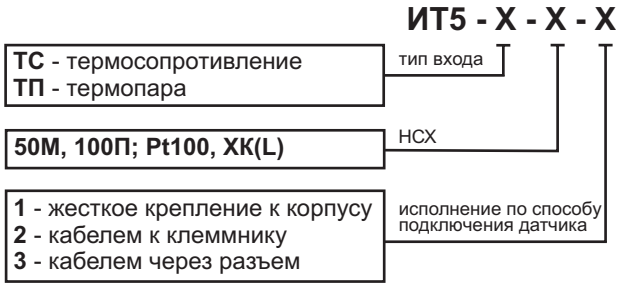 ИТ5 - Х - Х - Х
ТС - термосопротивление
ТП - термопара
тип входа
50М, 100П; Pt100, ХК(L)
НСХ
1 - жесткое крепление к корпусу
2 - кабелем к клеммнику
3 - кабелем через разъем
исполнение по способу
подключения датчика